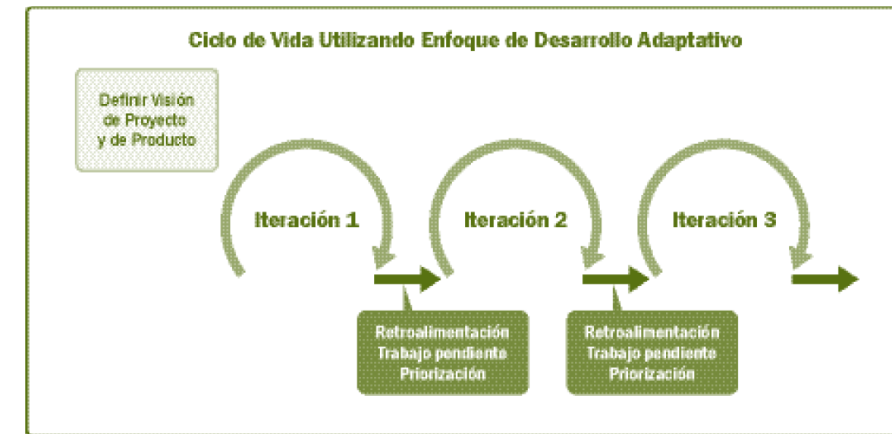 Ciclo de Vida Utilizando Enfoque de Desarrollo Adaptativo
Definir Visión
de Proyecto
y de Producto
Iteración 1
Iteración 2
Iteración 3
Retroalimentación
Trabajo pendiente
Priorización
Retroalimentación
Trabajo pendiente
Priorización